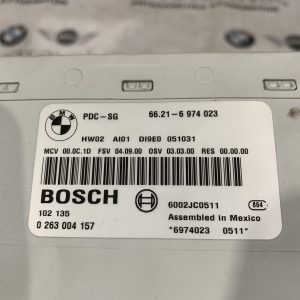 BMW PDC-SG 66.21-6 974 023
HW02 AI01 DI9E0 051031
MCV 00.0C.1D FSV 04.09.00 OSV 03.03.00 RES 00.00.00
BOSCH 6002JC0511 864
102 135 Assembled in Mexico
0 263 004 157 *6974023 0511*